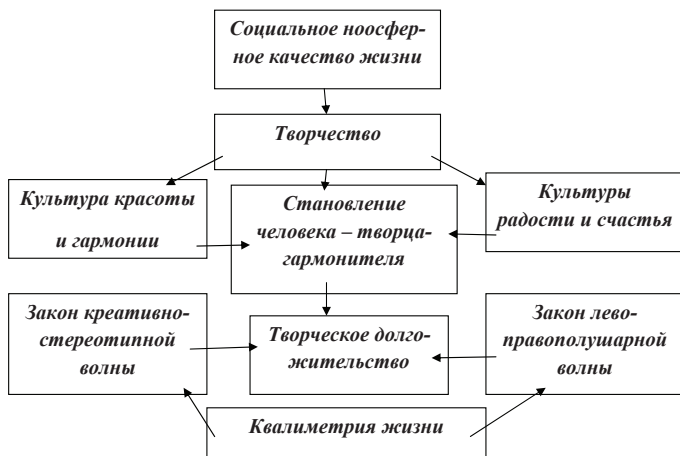 Социальное ноосфер-
ное качество жизни
Творчество
Культура красоты
и гармонии
Становление
человека – творца-
гармонителя
Культуры
радости и счастья
Закон креативно-
стереотипной
волны
Творческое долго-
жительство
Закон лево-
правополушарной
волны
Квалиметрия жизни